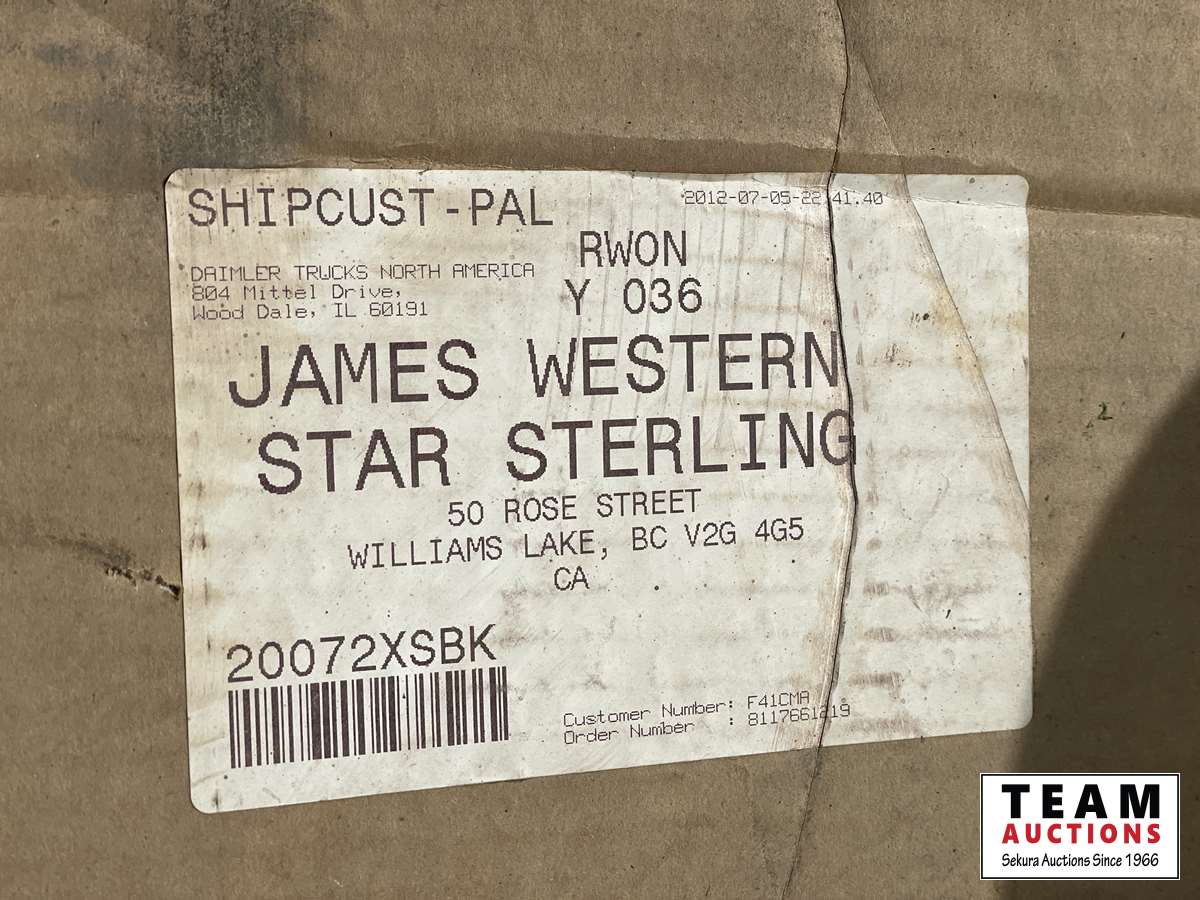 SHIPCUST-PAL
2012-07-05-22.41.40
RWON
Y 036
DAIMLER TRUCKS NORTH AMERICA
804 Mittel Drive,
Wood Dale, IL 60191
JAMES WESTERN
STAR STERLING
50 ROSE STREET
WILLIAMS LAKE, BC V2G 4G5
CA
20072XSBK
Customer Number: F41CMA
Order Number : 8117661219
TEAM
AUCTIONS
Sekura Auctions Since 1966